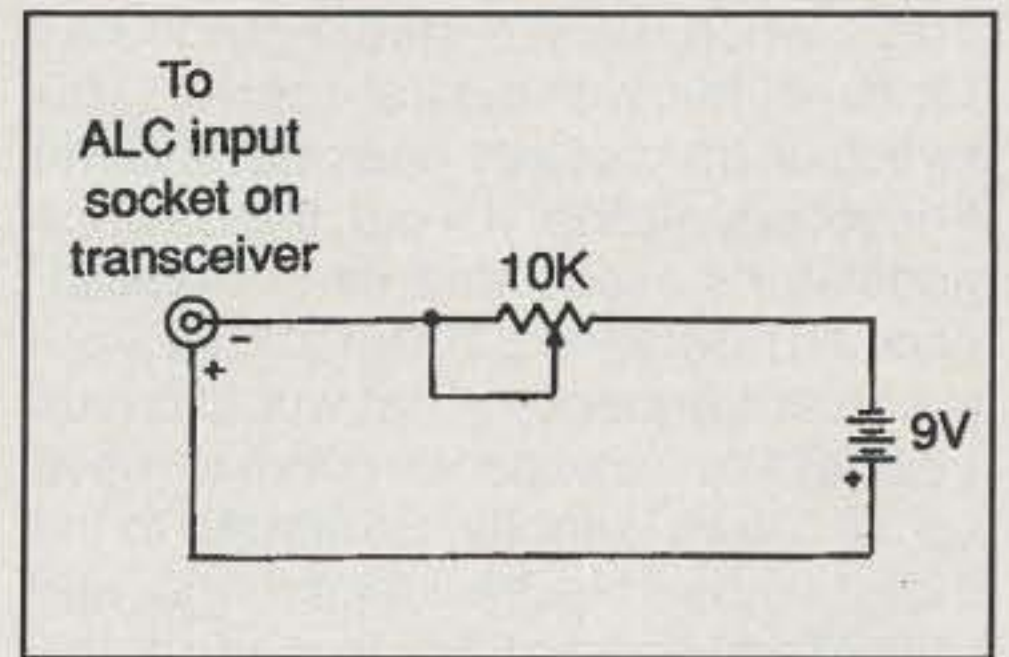 To
ALC input
socket on
transceiver
10K
−
+
9V
+